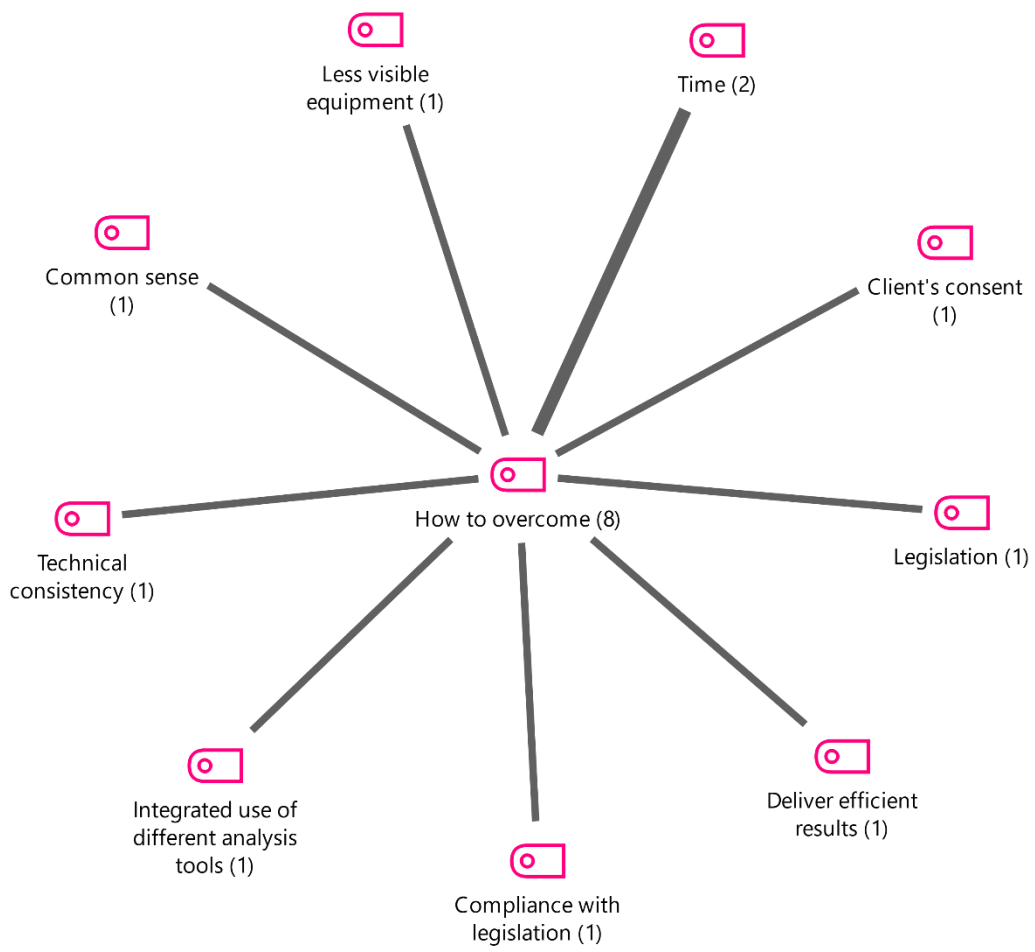 Less visible
equipment (1)
Time (2)
Common sense
(1)
Client's consent
(1)
How to overcome (8)
Technical
consistency (1)
Legislation (1)
Integrated use of
different analysis
tools (1)
Deliver efficient
results (1)
Compliance with
legislation (1)